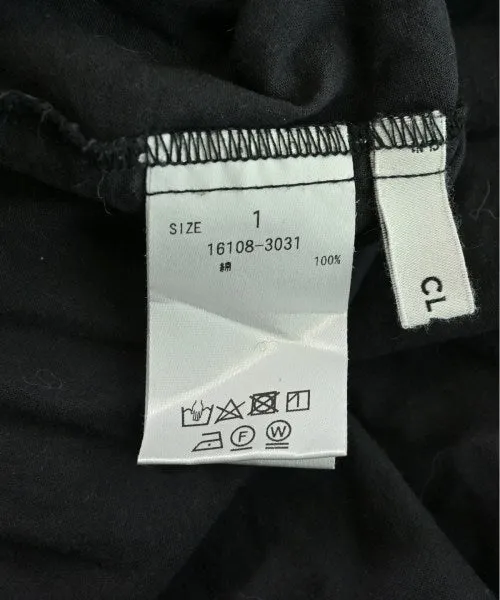 SIZE 1
16108-3031
綿 100%
F W
CL